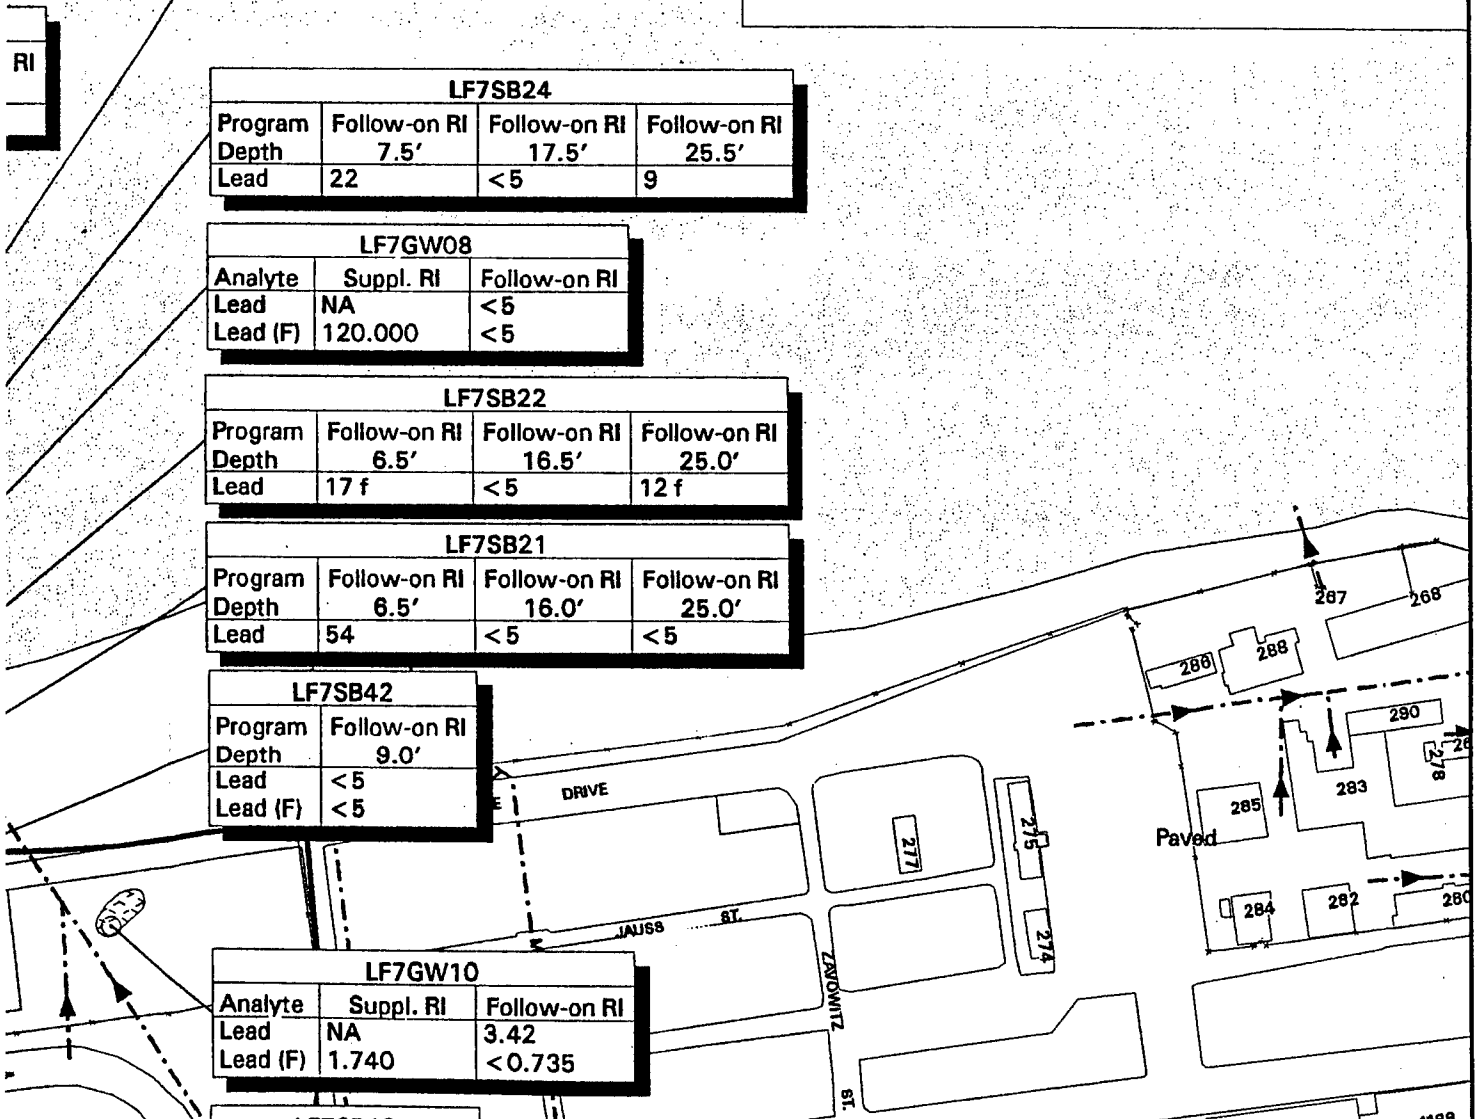 RI
LF7SB24
Program Follow-on RI Follow-on RI Follow-on RI
Depth 7.5′ 17.5′ 25.5′
Lead 22 <5 9
LF7GW08
Analyte Suppl. RI Follow-on RI
Lead NA <5
Lead (F) 120.000 <5
LF7SB22
Program Follow-on RI Follow-on RI Follow-on RI
Depth 6.5′ 16.5′ 25.0′
Lead 17 f <5 12 f
LF7SB21
Program Follow-on RI Follow-on RI Follow-on RI
Depth 6.5′ 16.0′ 25.0′
Lead 54 <5 <5
LF7SB42
Program Follow-on RI
Depth 9.0′
Lead <5
Lead (F) <5
LF7GW10
Analyte Suppl. RI Follow-on RI
Lead NA 3.42
Lead (F) 1.740 <0.735
E DRIVE
JAUSS ST.
ZAVOWITZ ST.
Paved
267
268
286
288
290
278
283
285
277
275
274
284
282
280